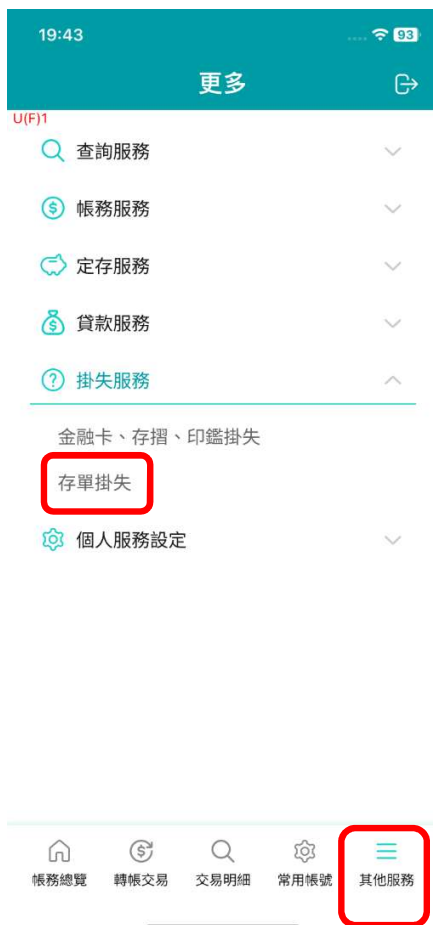 19:43
93
更多
U(F)1
查詢服務
帳務服務
定存服務
貸款服務
掛失服務
金融卡、存摺、印鑑掛失
存單掛失
個人服務設定
帳務總覽 轉帳交易 交易明細 常用帳號 其他服務